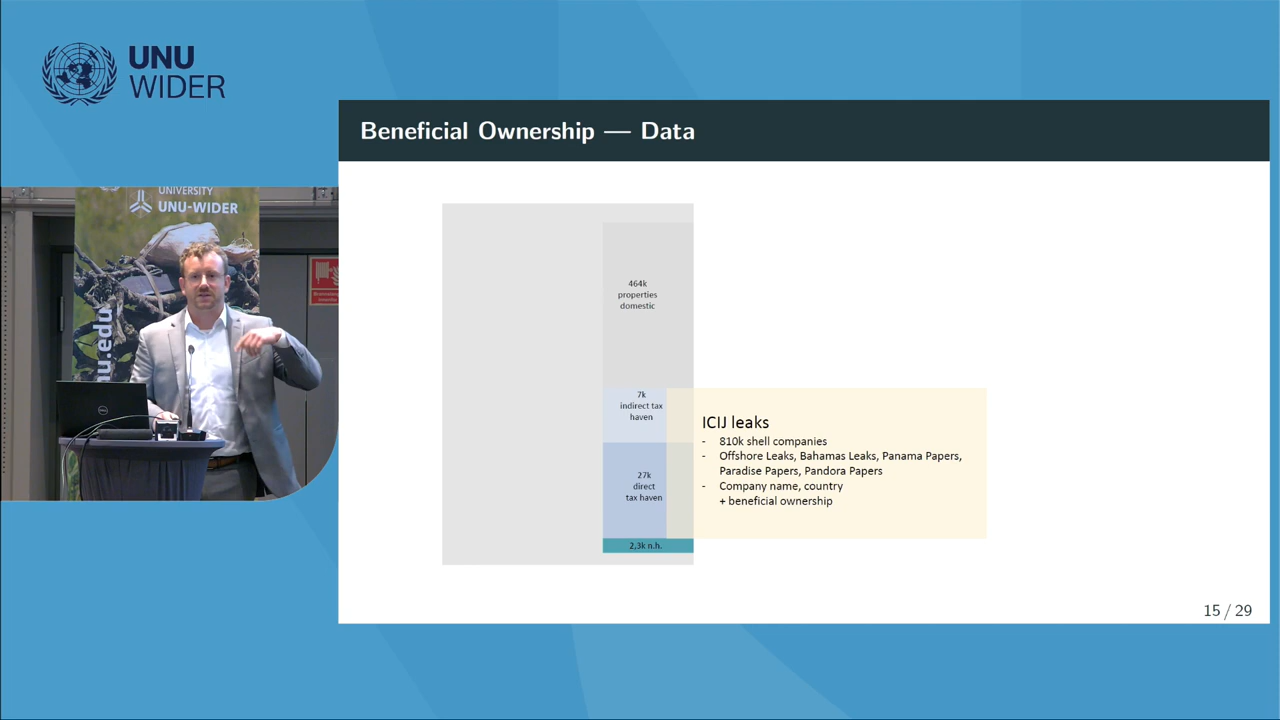 UNU
WIDER
Beneficial Ownership — Data
UNIVERSITY
UNU-WIDER
nu.edu
464k
properties
domestic
7k
indirect tax
haven
27k
direct
tax haven
2,3k n.h.
ICIJ leaks
- 810k shell companies
- Offshore Leaks, Bahamas Leaks, Panama Papers,
Paradise Papers, Pandora Papers
- Company name, country
+ beneficial ownership
15 / 29